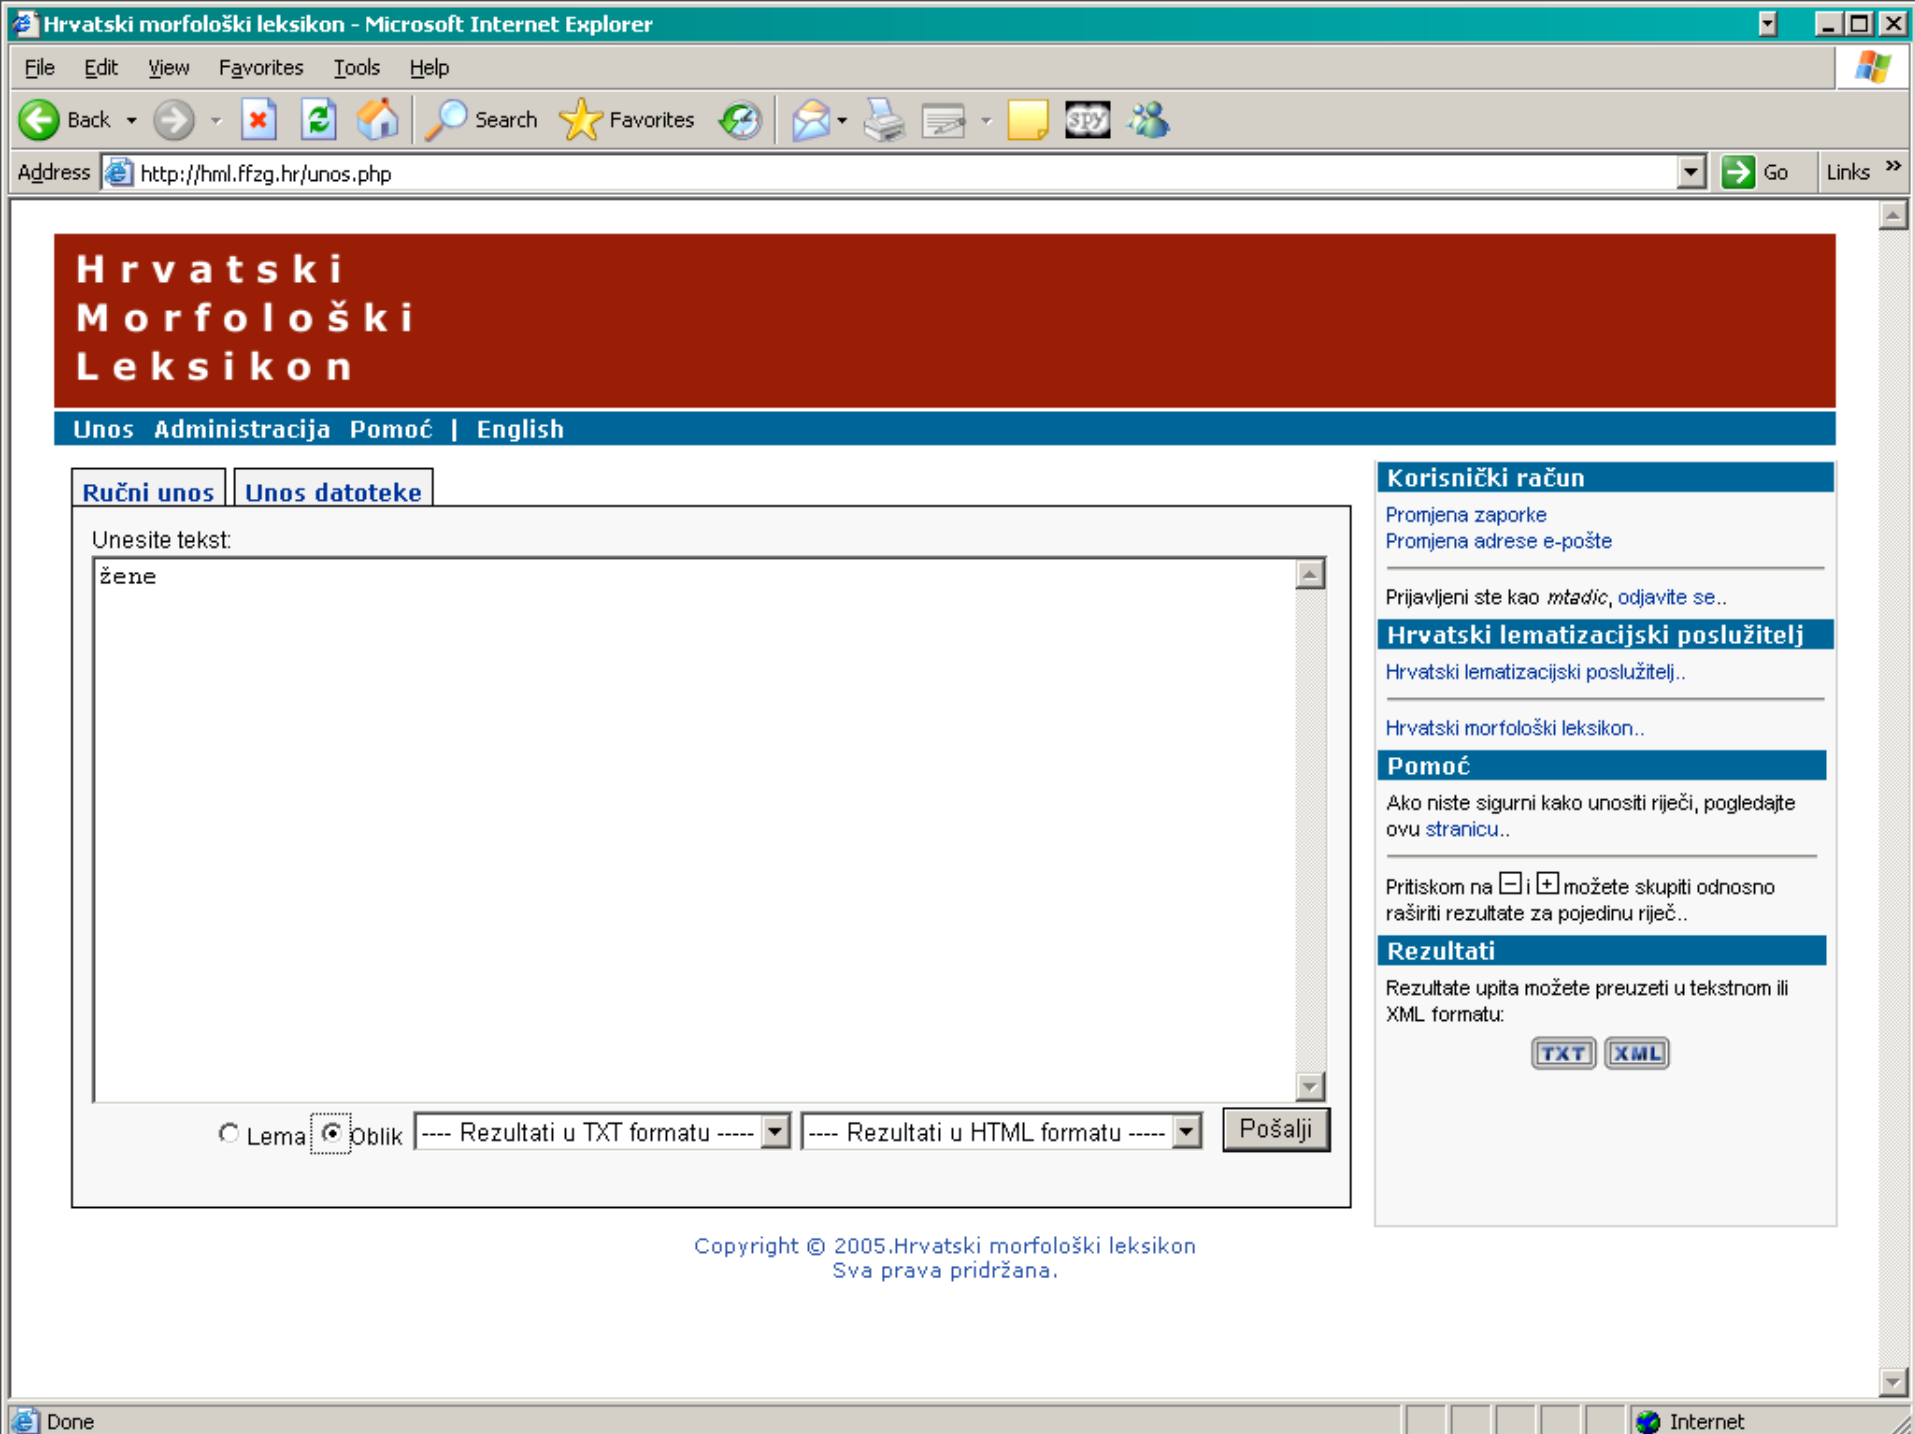 Hrvatski morfološki leksikon - Microsoft Internet Explorer
File Edit View Favorites Tools Help
Back Search Favorites SPY
Address http://hml.ffzg.hr/unos.php Go Links »
Hrvatski
Morfološki
Leksikon
Unos Administracija Pomoć | English
Ručni unos Unos datoteke
Unesite tekst:
žene
Lema Oblik ---- Rezultati u TXT formatu ----- ---- Rezultati u HTML formatu ----- Pošalji
Korisnički račun
Promjena zaporke
Promjena adrese e-pošte
Prijavljeni ste kao mtadic, odjavite se..
Hrvatski lematizacijski poslužitelj
Hrvatski lematizacijski poslužitelj..
Hrvatski morfološki leksikon..
Pomoć
Ako niste sigurni kako unositi riječi, pogledajte
ovu stranicu..
Pritiskom na - i + možete skupiti odnosno
raširiti rezultate za pojedinu riječ..
Rezultati
Rezultate upita možete preuzeti u tekstnom ili
XML formatu:
TXT XML
Copyright © 2005.Hrvatski morfološki leksikon
Sva prava pridržana.
Done Internet